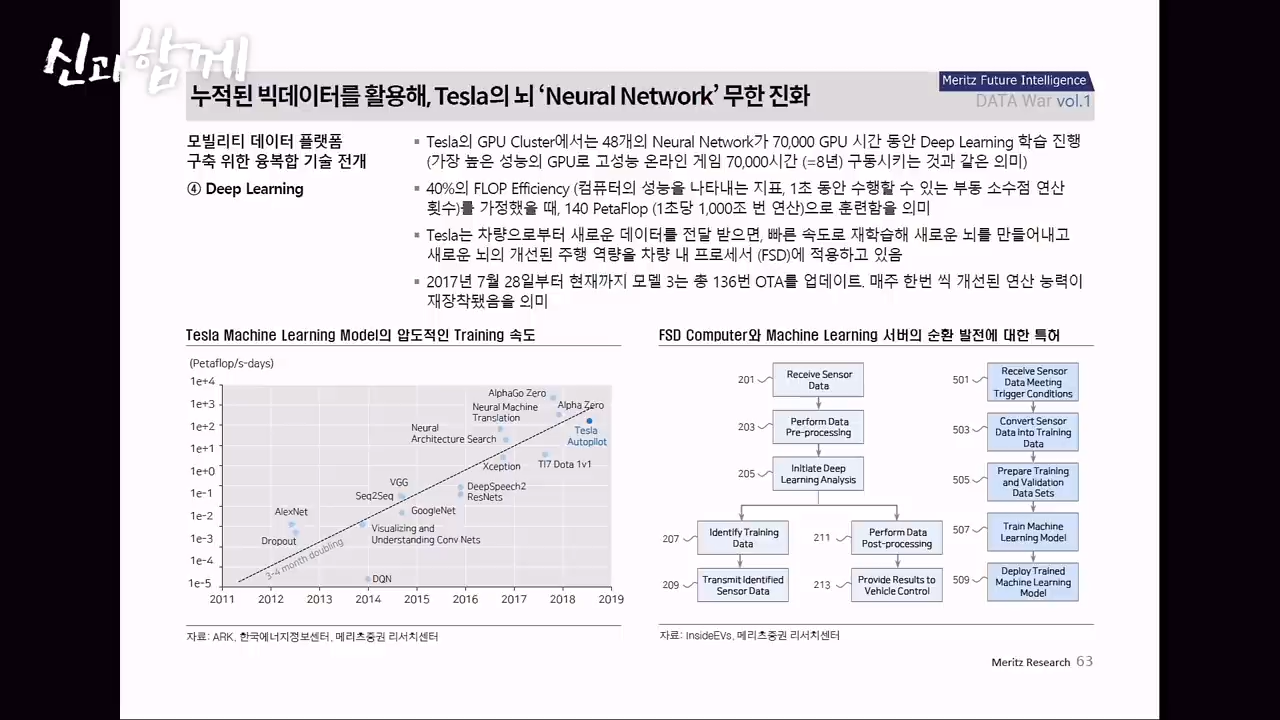 신과함께
누적된 빅데이터를 활용해, Tesla의 뇌 ‘Neural Network’ 무한 진화
Meritz Future Intelligence
DATA War vol.1
모빌리티 데이터 플랫폼
구축 위한 융복합 기술 전개
④ Deep Learning
▪ Tesla의 GPU Cluster에서는 48개의 Neural Network가 70,000 GPU 시간 동안 Deep Learning 학습 진행
(가장 높은 성능의 GPU로 고성능 온라인 게임 70,000시간 (=8년) 구동시키는 것과 같은 의미)
▪ 40%의 FLOP Efficiency (컴퓨터의 성능을 나타내는 지표, 1초 동안 수행할 수 있는 부동 소수점 연산
횟수)를 가정했을 때, 140 PetaFlop (1초당 1,000조 번 연산)으로 훈련함을 의미
▪ Tesla는 차량으로부터 새로운 데이터를 전달 받으면, 빠른 속도로 재학습해 새로운 뇌를 만들어내고
새로운 뇌의 개선된 주행 역량을 차량 내 프로세서 (FSD)에 적용하고 있음
▪ 2017년 7월 28일부터 현재까지 모델 3는 총 136번 OTA를 업데이트. 매주 한번 씩 개선된 연산 능력이
재장착됐음을 의미
Tesla Machine Learning Model의 압도적인 Training 속도
(Petaflop/s-days)
1e+4
1e+3
1e+2
1e+1
1e+0
1e-1
1e-2
1e-3
1e-4
1e-5
2011 2012 2013 2014 2015 2016 2017 2018 2019
AlphaGo Zero
Alpha Zero
Neural Machine
Translation
Tesla
Autopilot
Neural
Architecture Search
Xception
TI7 Dota 1v1
VGG
Seq2Seq
DeepSpeech2
ResNets
GoogleNet
AlexNet
Dropout
Visualizing and
Understanding Conv Nets
3-4 month doubling
DQN
자료: ARK, 한국에너지정보센터, 메리츠증권 리서치센터
FSD Computer와 Machine Learning 서버의 순환 발전에 대한 특허
201
Receive Sensor
Data
203
Perform Data
Pre-processing
205
Initiate Deep
Learning Analysis
207
Identify Training
Data
209
Transmit Identified
Sensor Data
211
Perform Data
Post-processing
213
Provide Results to
Vehicle Control
501
Receive Sensor
Data Meeting
Trigger Conditions
503
Convert Sensor
Data into Training
Data
505
Prepare Training
and Validation
Data Sets
507
Train Machine
Learning Model
509
Deploy Trained
Machine Learning
Model
자료: InsideEVs, 메리츠증권 리서치센터
Meritz Research 63